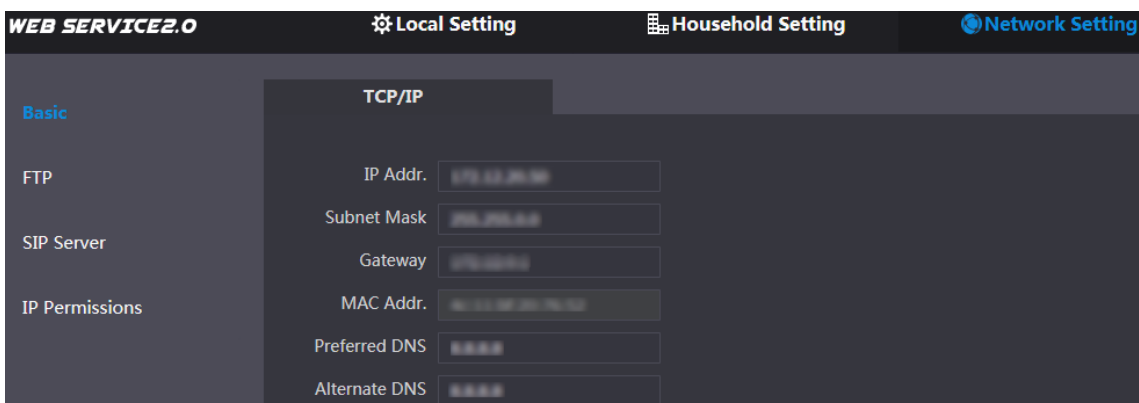 WEB SERVICE2.0 Local Setting Household Setting Network Setting
TCP/IP
Basic
FTP
SIP Server
IP Permissions
IP Addr.
Subnet Mask
Gateway
MAC Addr.
Preferred DNS
Alternate DNS